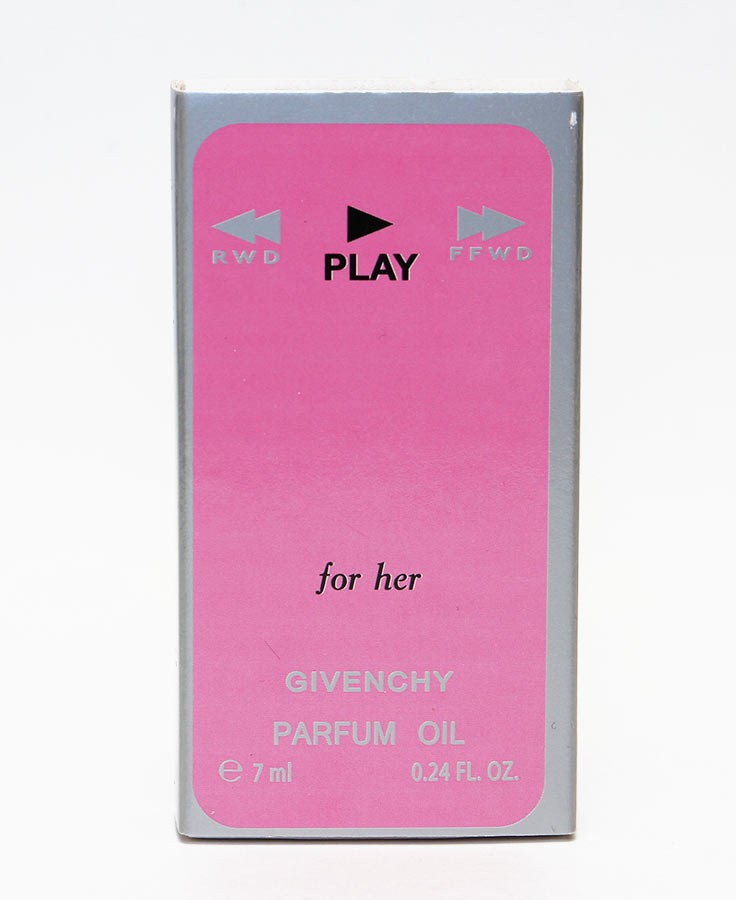 RWD PLAY FFWD
for her
GIVENCHY
PARFUM OIL
℮ 7 ml 0.24 FL. OZ.